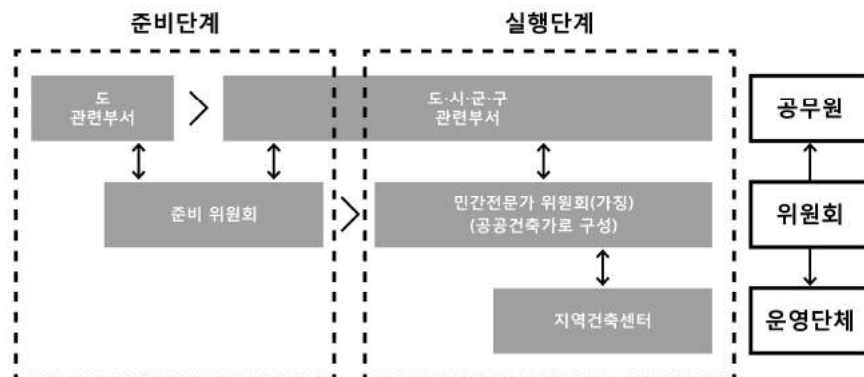 준비단계
실행단계
도
관련부서
도·시·군·구
관련부서
공무원
준비 위원회
민간전문가 위원회(가칭)
(공공건축가로 구성)
위원회
지역건축센터
운영단체